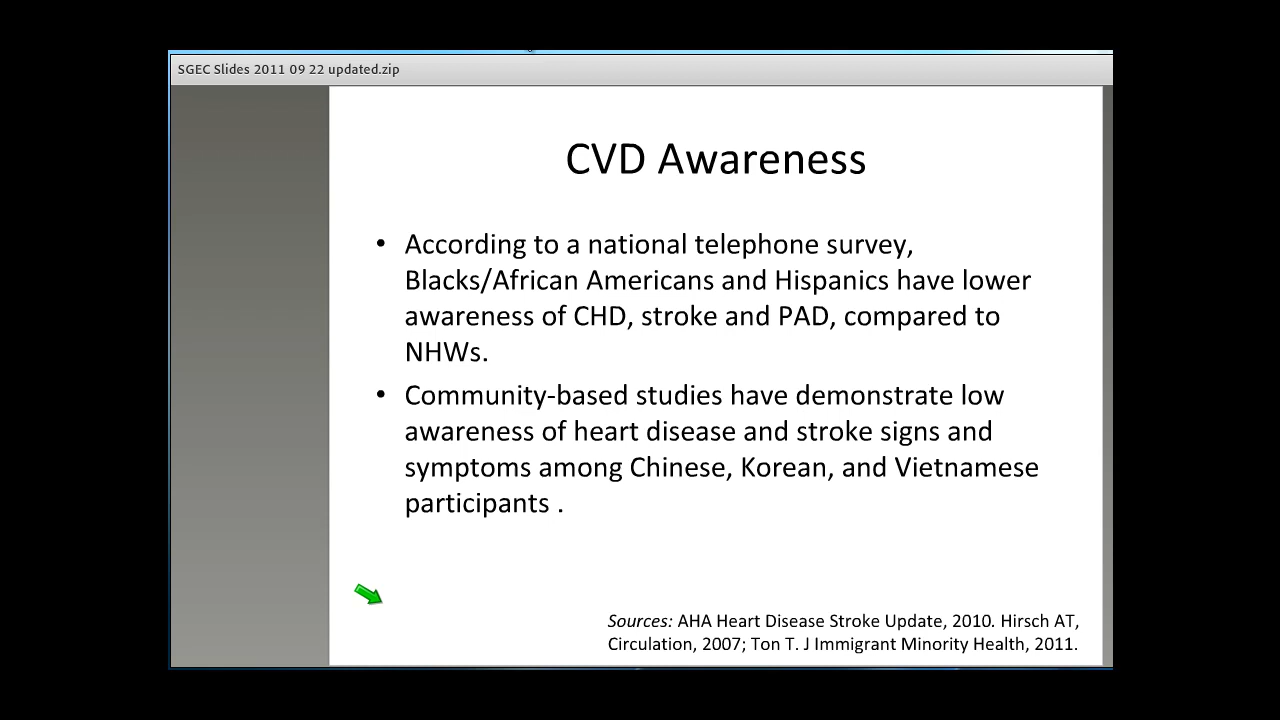 SGEC Slides 2011 09 22 updated.zip
CVD Awareness
• According to a national telephone survey,
Blacks/African Americans and Hispanics have lower
awareness of CHD, stroke and PAD, compared to
NHWs.
• Community-based studies have demonstrate low
awareness of heart disease and stroke signs and
symptoms among Chinese, Korean, and Vietnamese
participants .
Sources: AHA Heart Disease Stroke Update, 2010. Hirsch AT,
Circulation, 2007; Ton T. J Immigrant Minority Health, 2011.